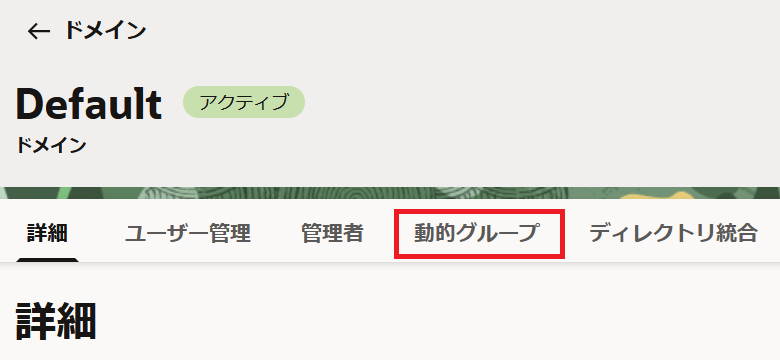 ← ドメイン
Default アクティブ
ドメイン
詳細 ユーザー管理 管理者 動的グループ ディレクトリ統合
詳細